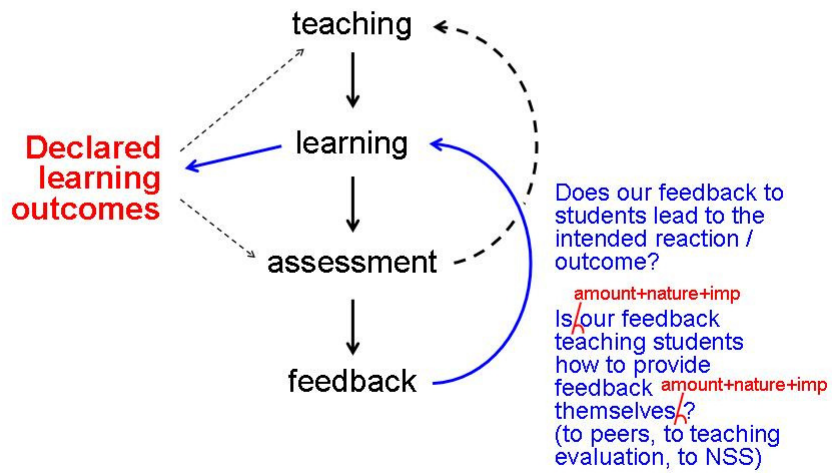 teaching
Declared
learning
outcomes
learning
assessment
feedback
Does our feedback to
students lead to the
intended reaction /
outcome?
amount+nature+imp
Is our feedback
teaching students
how to provide
feedback amount+nature+imp
themselves ?
(to peers, to teaching
evaluation, to NSS)